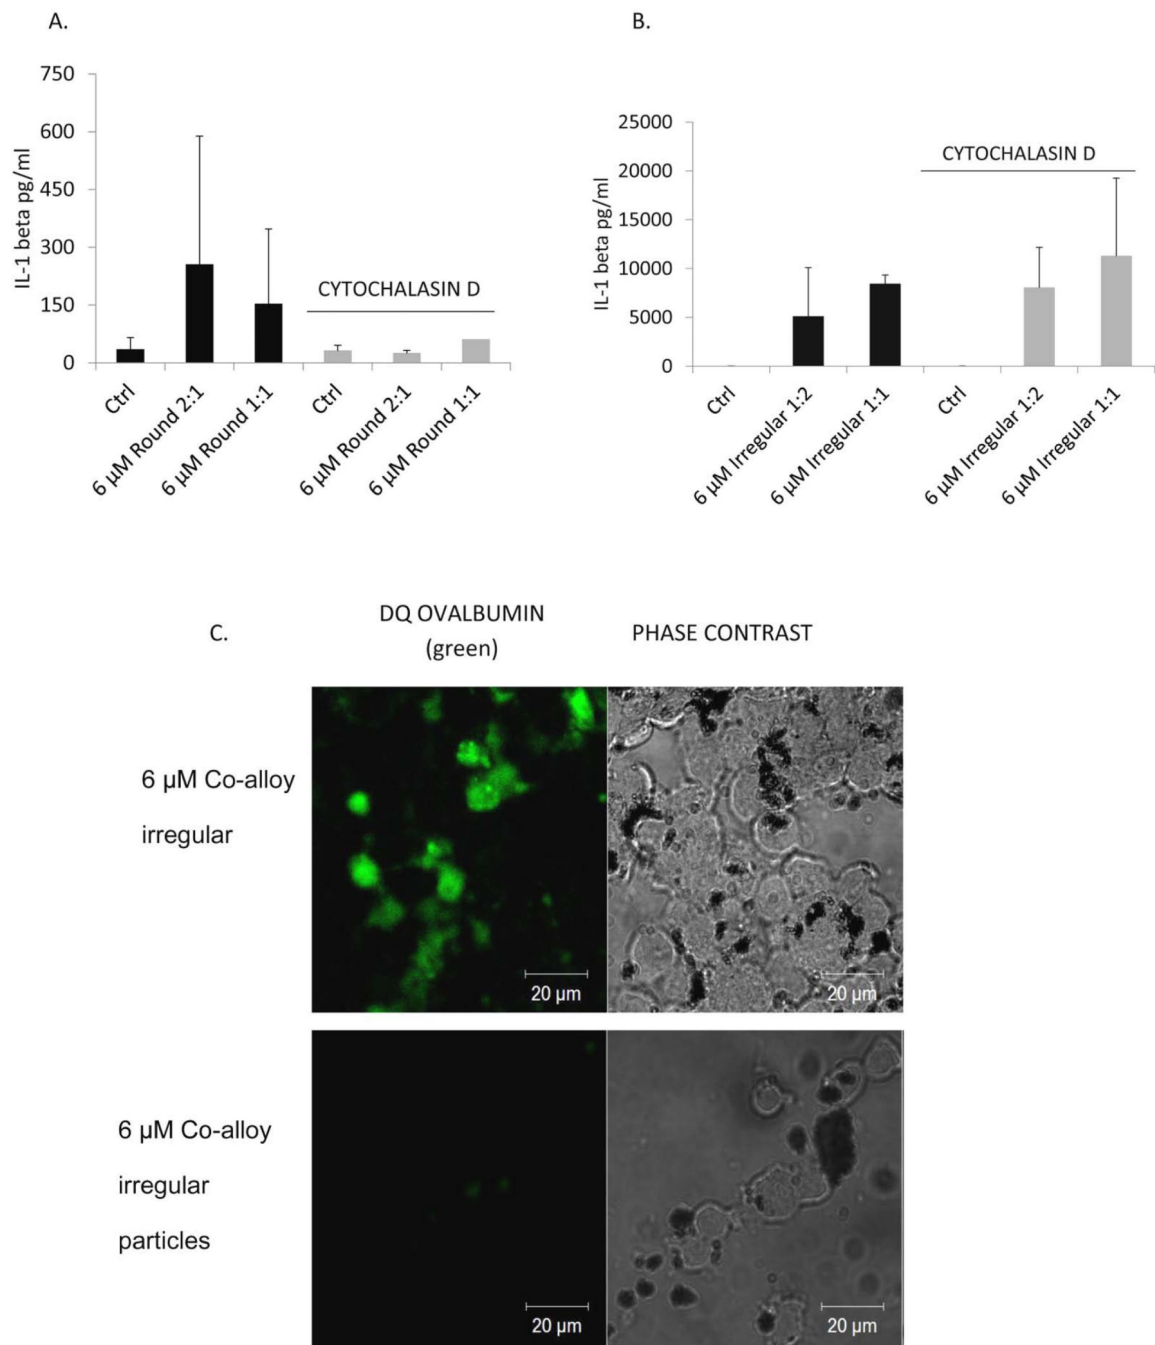 A.
750
600
450
300
150
0
IL-1 beta pg/ml
CYTOCHALASIN D
Ctrl
6 µM Round 2:1
6 µM Round 1:1
Ctrl
6 µM Round 2:1
6 µM Round 1:1
B.
25000
20000
15000
10000
5000
0
IL-1 beta pg/ml
CYTOCHALASIN D
Ctrl
6 µM Irregular 1:2
6 µM Irregular 1:1
Ctrl
6 µM Irregular 1:2
6 µM Irregular 1:1
C.
DQ OVALBUMIN
(green)
PHASE CONTRAST
6 µM Co-alloy
irregular
20 µm
20 µm
6 µM Co-alloy
irregular
particles
20 µm
20 µm